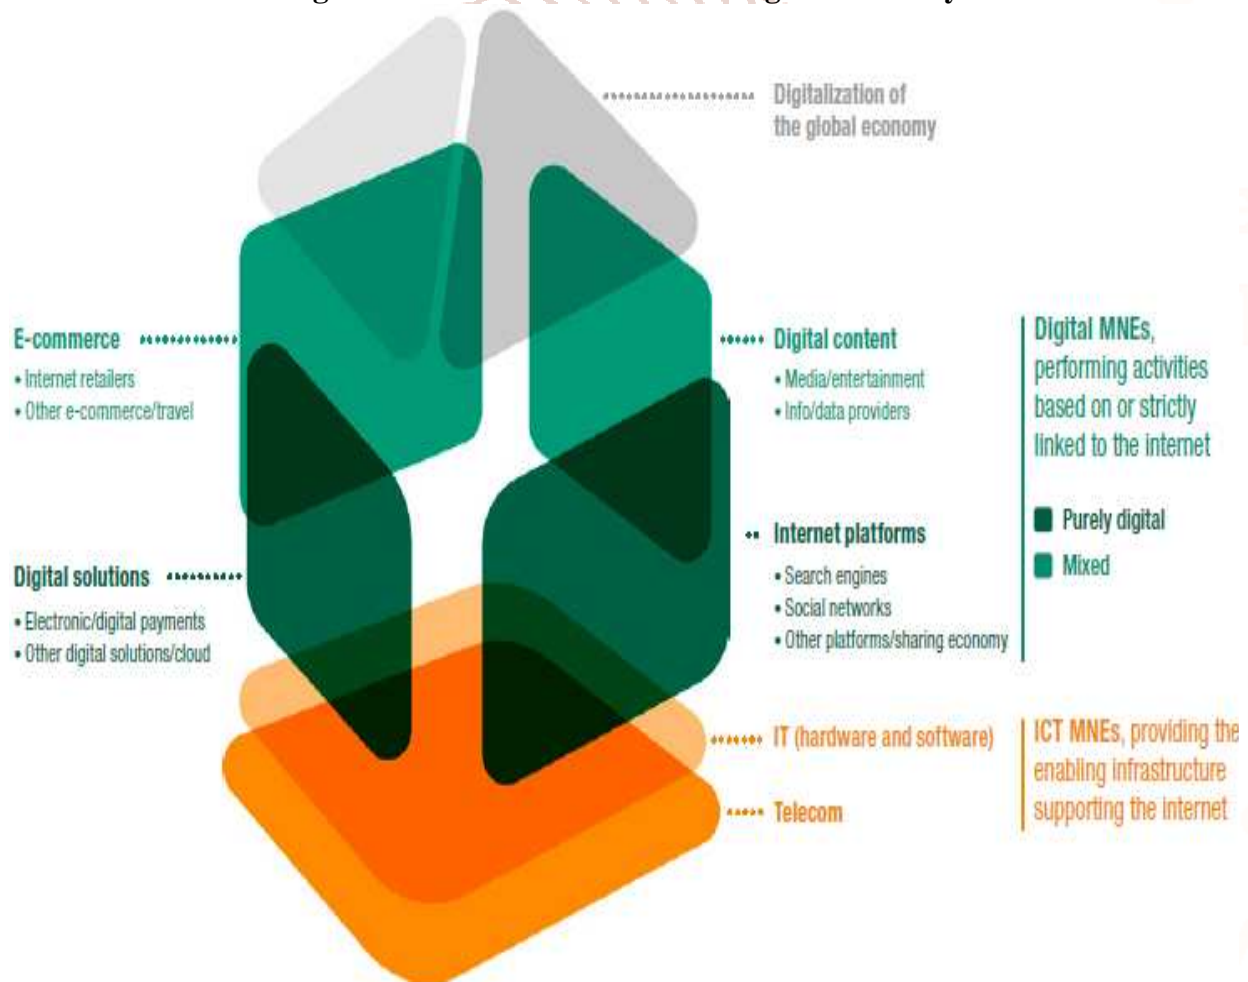 Digitalization of
the global economy
E-commerce
• Internet retailers
• Other e-commerce/travel
Digital content
• Media/entertainment
• Info/data providers
Digital MNEs,
performing activities
based on or strictly
linked to the internet
Purely digital
Mixed
Digital solutions
• Electronic/digital payments
• Other digital solutions/cloud
Internet platforms
• Search engines
• Social networks
• Other platforms/sharing economy
IT (hardware and software)
Telecom
ICT MNEs, providing the
enabling infrastructure
supporting the internet